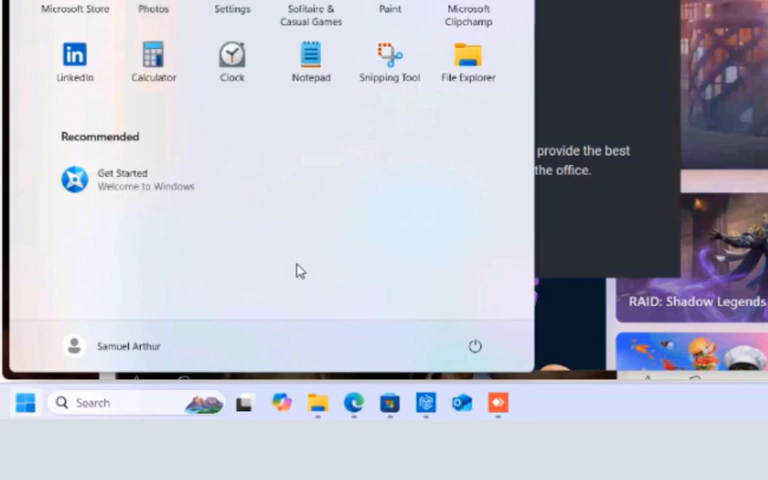 Microsoft Store Photos Settings Solitaire & Casual Games Paint Microsoft Clipchamp
LinkedIn Calculator Clock Notepad Snipping Tool File Explorer
Recommended
Get Started
Welcome to Windows
provide the best
the office.
RAID: Shadow Legends
Samuel Arthur
Search